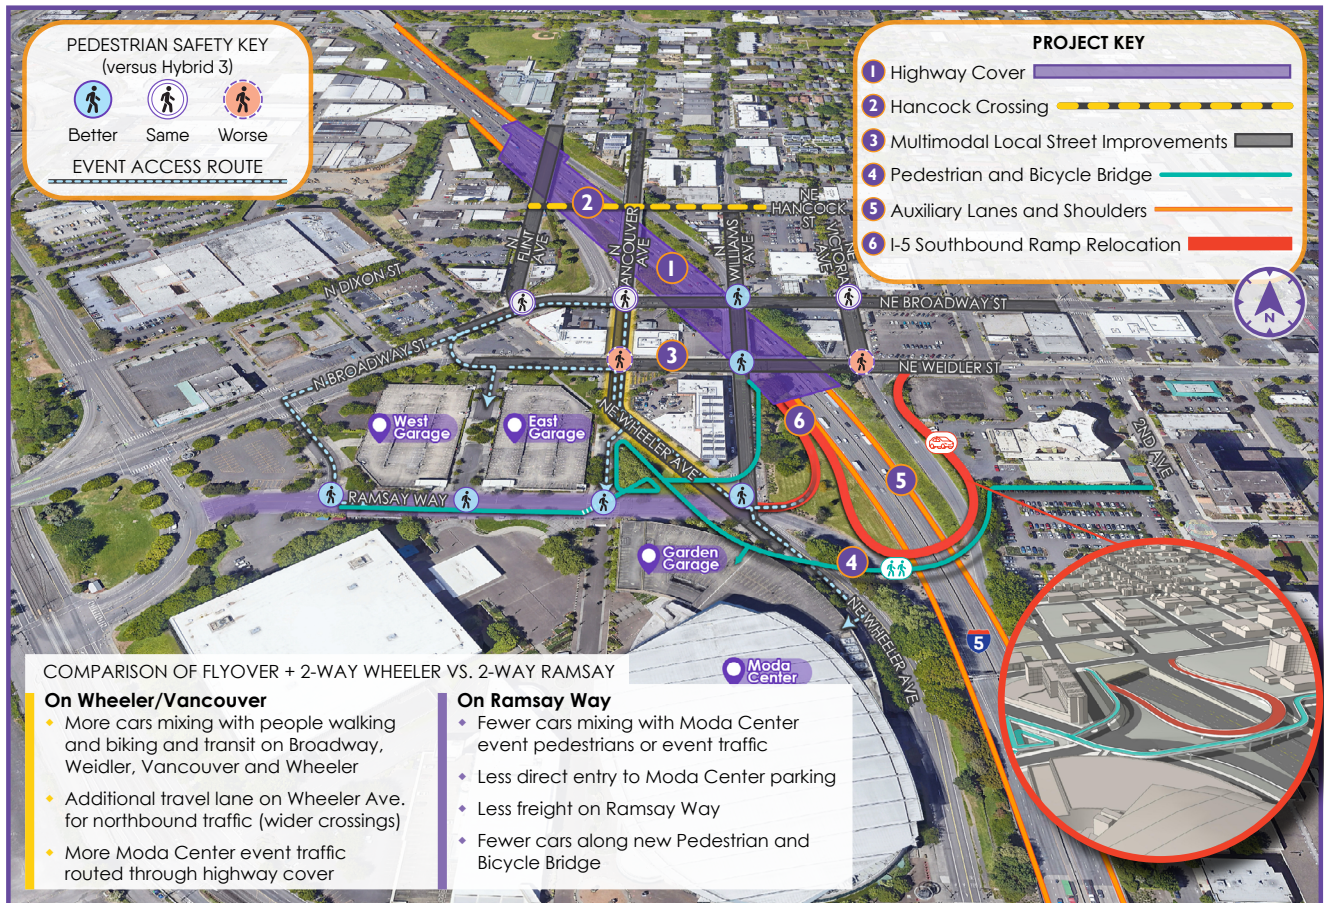 PEDESTRIAN SAFETY KEY
(versus Hybrid 3)
Better Same Worse
EVENT ACCESS ROUTE
PROJECT KEY
1 Highway Cover
2 Hancock Crossing
3 Multimodal Local Street Improvements
4 Pedestrian and Bicycle Bridge
5 Auxiliary Lanes and Shoulders
6 I-5 Southbound Ramp Relocation
N
2
NE
HANCOCK
ST
N
FLINT
AVE
N
VANCOUVER
AVE
N
WILLIAMS
AVE
NE
VICTORIA
AVE
1
N DIXON ST
NE BROADWAY ST
N BROADWAY ST
3
NE WEIDLER ST
West
Garage
East
Garage
NE WHEELER AVE
6
2ND AVE
5
RAMSAY WAY
Garden
Garage
4
NE WHEELER AVE
5
Moda
Center
COMPARISON OF FLYOVER + 2-WAY WHEELER VS. 2-WAY RAMSAY
On Wheeler/Vancouver
More cars mixing with people walking
and biking and transit on Broadway,
Weidler, Vancouver and Wheeler
Additional travel lane on Wheeler Ave.
for northbound traffic (wider crossings)
More Moda Center event traffic
routed through highway cover
On Ramsay Way
Fewer cars mixing with Moda Center
event pedestrians or event traffic
Less direct entry to Moda Center parking
Less freight on Ramsay Way
Fewer cars along new Pedestrian and
Bicycle Bridge